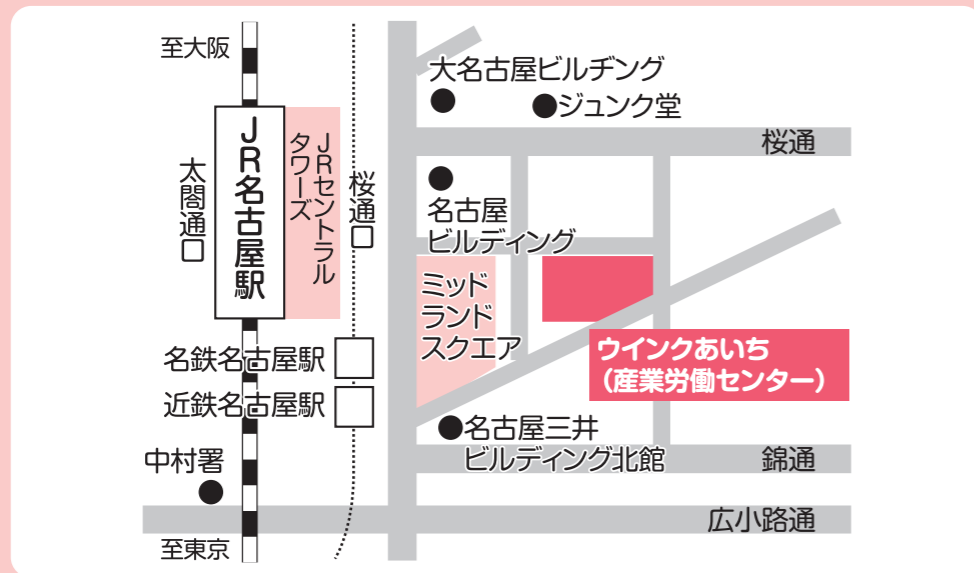 至大阪
大名古屋ビルヂング
ジュンク堂
桜通
JR名古屋駅
JRセントラル
タワーズ
太閤通口
桜通口
名古屋
ビルディング
ミッド
ランド
スクエア
ウインクあいち
（産業労働センター）
名鉄名古屋駅
近鉄名古屋駅
名古屋三井
ビルディング北館
中村署
錦通
広小路通
至東京